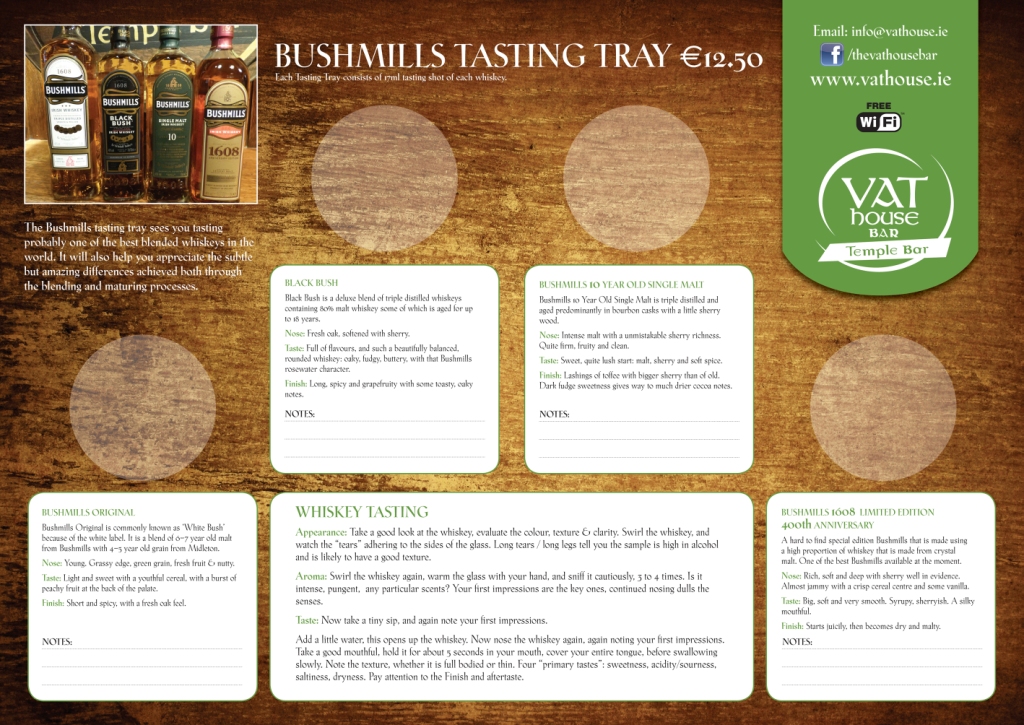 BUSHMILLS TASTING TRAY €12.50
Each Tasting Tray consists of 17ml tasting shot of each whiskey.
Email: info@vathouse.ie
/thevathousebar
www.vathouse.ie
FREE
Wi Fi
VAT
house
BAR
Temple Bar
1608
BUSHMILLS
1608
BUSHMILLS
BLACK
BUSH
BUSHMILLS
SINGLE MALT
10
BUSHMILLS
1608
The Bushmills tasting tray sees you tasting
probably one of the best blended whiskeys in the
world. It will also help you appreciate the subtle
but amazing differences achieved both through
the blending and maturing processes.
BLACK BUSH
Black Bush is a deluxe blend of triple distilled whiskeys
containing 80% malt whiskey some of which is aged for up
to 18 years.
Nose: Fresh oak, softened with sherry.
Taste: Full of flavours, and such a beautifully balanced,
rounded whiskey: oaky, fudgy, buttery, with that Bushmills
rosewater character.
Finish: Long, spicy and grapefruity with some toasty, oaky
notes.
NOTES:
BUSHMILLS 10 YEAR OLD SINGLE MALT
Bushmills 10 Year Old Single Malt is triple distilled and
aged predominantly in bourbon casks with a little sherry
wood.
Nose: Intense malt with a unmistakable sherry richness.
Quite firm, fruity and clean.
Taste: Sweet, quite lush start: malt, sherry and soft spice.
Finish: Lashings of toffee with bigger sherry than of old.
Dark fudge sweetness gives way to much drier cocoa notes.
NOTES:
BUSHMILLS ORIGINAL
Bushmills Original is commonly known as "White Bush"
because of the white label. It is a blend of 6-7 year old malt
from Bushmills with 4-5 year old grain from Midleton.
Nose: Young, Grassy edge, green grain, fresh fruit & nutty.
Taste: Light and sweet with a youthful cereal, with a burst of
peachy fruit at the back of the palate.
Finish: Short and spicy, with a fresh oak feel.
NOTES:
WHISKEY TASTING
Appearance: Take a good look at the whiskey, evaluate the colour, texture & clarity. Swirl the whiskey, and
watch the "tears" adhering to the sides of the glass. Long tears / long legs tell you the sample is high in alcohol
and is likely to have a good texture.
Aroma: Swirl the whiskey again, warm the glass with your hand, and sniff it cautiously, 3 to 4 times. Is it
intense, pungent, any particular scents? Your first impressions are the key ones, continued nosing dulls the
senses.
Taste: Now take a tiny sip, and again note your first impressions.
Add a little water, this opens up the whiskey. Now nose the whiskey again, again noting your first impressions.
Take a good mouthful, hold it for about 5 seconds in your mouth, cover your entire tongue, before swallowing
slowly. Note the texture, whether it is full bodied or thin. Four "primary tastes": sweetness, acidity/sourness,
saltiness, dryness. Pay attention to the Finish and aftertaste.
BUSHMILLS 1608 LIMITED EDITION
400th ANNIVERSARY
A hard to find special edition Bushmills that is made using
a high proportion of whiskey that is made from crystal
malt. One of the best Bushmills available at the moment.
Nose: Rich, soft and deep with sherry well in evidence.
Almost jammy with a crisp cereal centre and some vanilla.
Taste: Big, soft and very smooth. Syrupy, sherryish. A silky
mouthful.
Finish: Starts juicily, then becomes dry and malty.
NOTES: